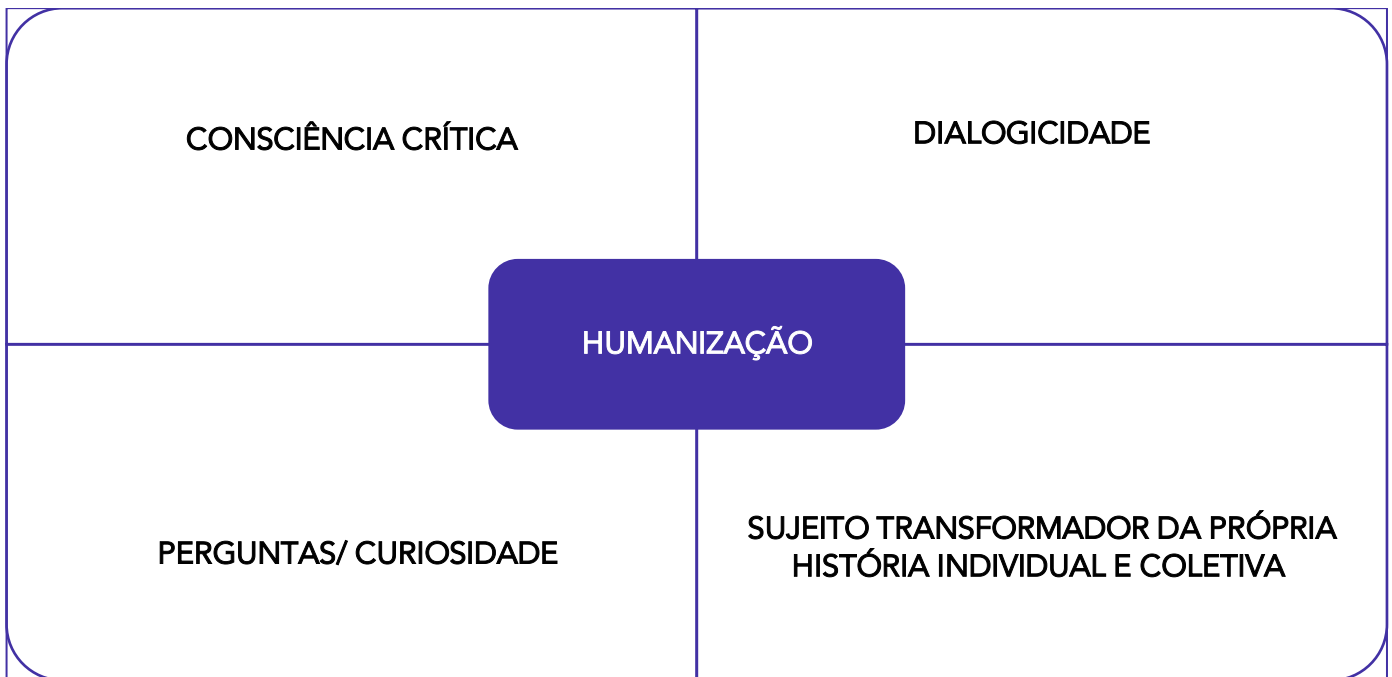 CONSCIÊNCIA CRÍTICA
DIALOGICIDADE
HUMANIZAÇÃO
PERGUNTAS/ CURIOSIDADE
SUJEITO TRANSFORMADOR DA PRÓPRIA
HISTÓRIA INDIVIDUAL E COLETIVA